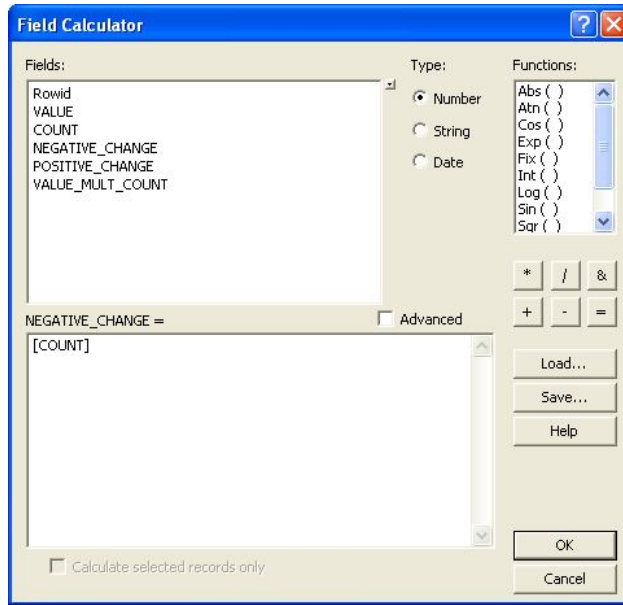 Field Calculator
Fields:
Rowid
VALUE
COUNT
NEGATIVE_CHANGE
POSITIVE_CHANGE
VALUE_MULT_COUNT
Type:
Number
String
Date
Functions:
Abs ( )
Atn ( )
Cos ( )
Exp ( )
Fix ( )
Int ( )
Log ( )
Sin ( )
Sqr ( )
* / &
+ - =
NEGATIVE_CHANGE =
Advanced
[COUNT]
Load...
Save...
Help
Calculate selected records only
OK
Cancel